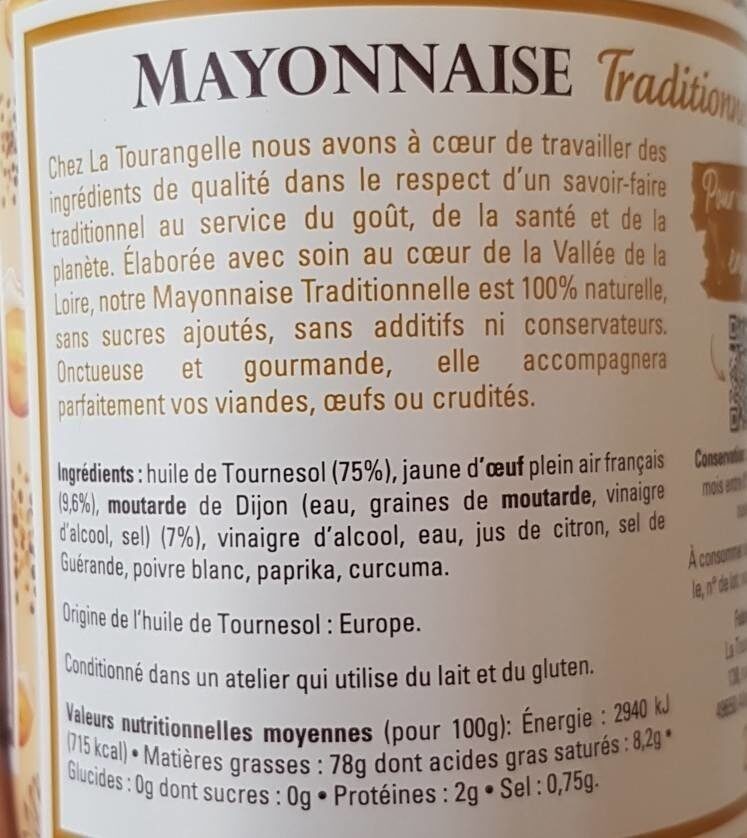 MAYONNAISE
Chez La Tourangelle nous avons à cœur de travailler des
ingrédients de qualité dans le respect d'un savoir-faire
traditionnel au service du goût, de la santé et de la
planète. Élaborée avec soin au cœur de la Vallée de la
Loire, notre Mayonnaise Traditionnelle est 100% naturelle,
sans sucres ajoutés, sans additifs ni conservateurs.
Onctueuse et gourmande, elle accompagnera
parfaitement vos viandes, œufs ou crudités.
Ingrédients : huile de Tournesol (75%), jaune d'œuf plein air français
(9,6%), moutarde de Dijon (eau, graines de moutarde, vinaigre
d'alcool, sel) (7%), vinaigre d'alcool, eau, jus de citron, sel de
Guérande, poivre blanc, paprika, curcuma.
Origine de l'huile de Tournesol : Europe.
Conditionné dans un atelier qui utilise du lait et du gluten.
Valeurs nutritionnelles moyennes (pour 100g): Énergie : 2940 kJ
(715 kcal) • Matières grasses : 78g dont acides gras saturés : 8,2g •
Glucides : 0g dont sucres : 0g • Protéines : 2g • Sel : 0,75g.
À
le, n° de lot